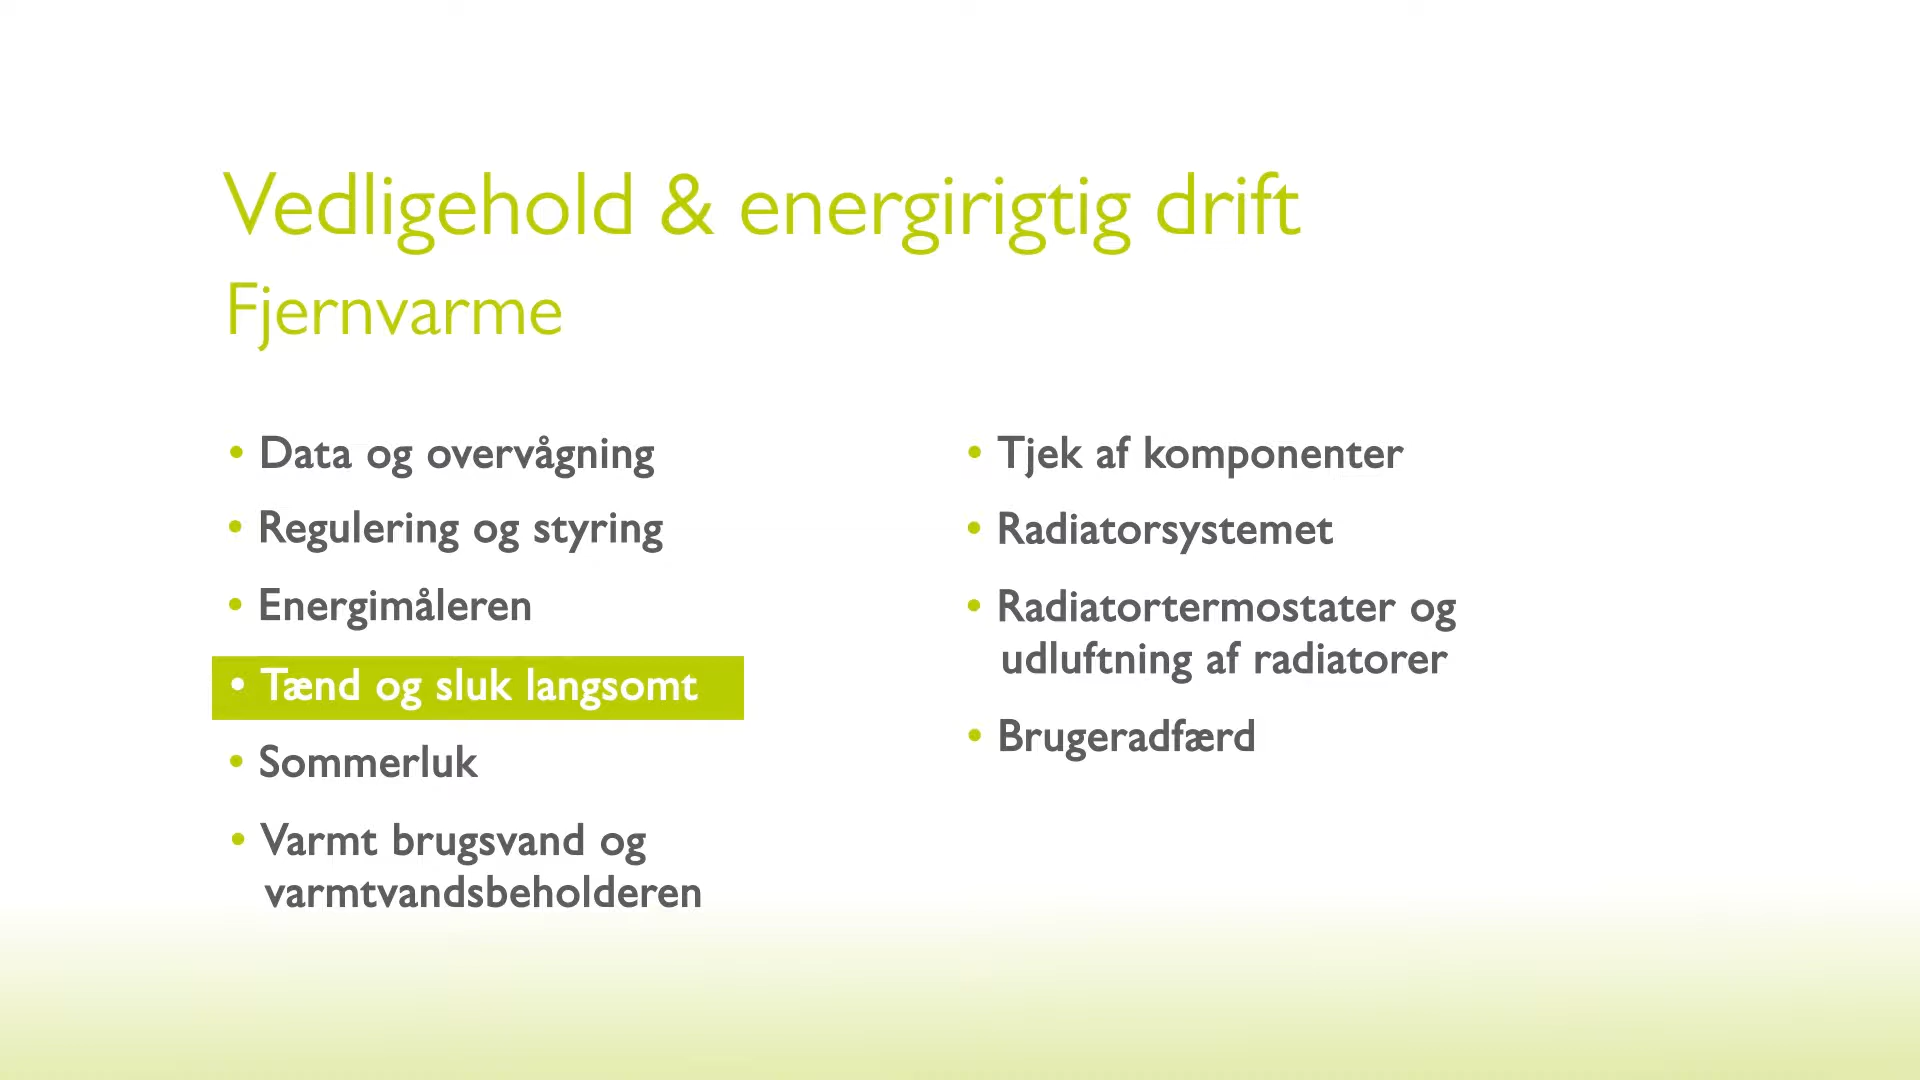 Vedligehold & energirigtig drift
Fjernvarme
• Data og overvågning
• Regulering og styring
• Energimåleren
• Tænd og sluk langsomt
• Sommerluk
• Varmt brugsvand og
varmtvandsbeholderen
• Tjek af komponenter
• Radiatorsystemet
• Radiatortermostater og
udluftning af radiatorer
• Brugeradfærd